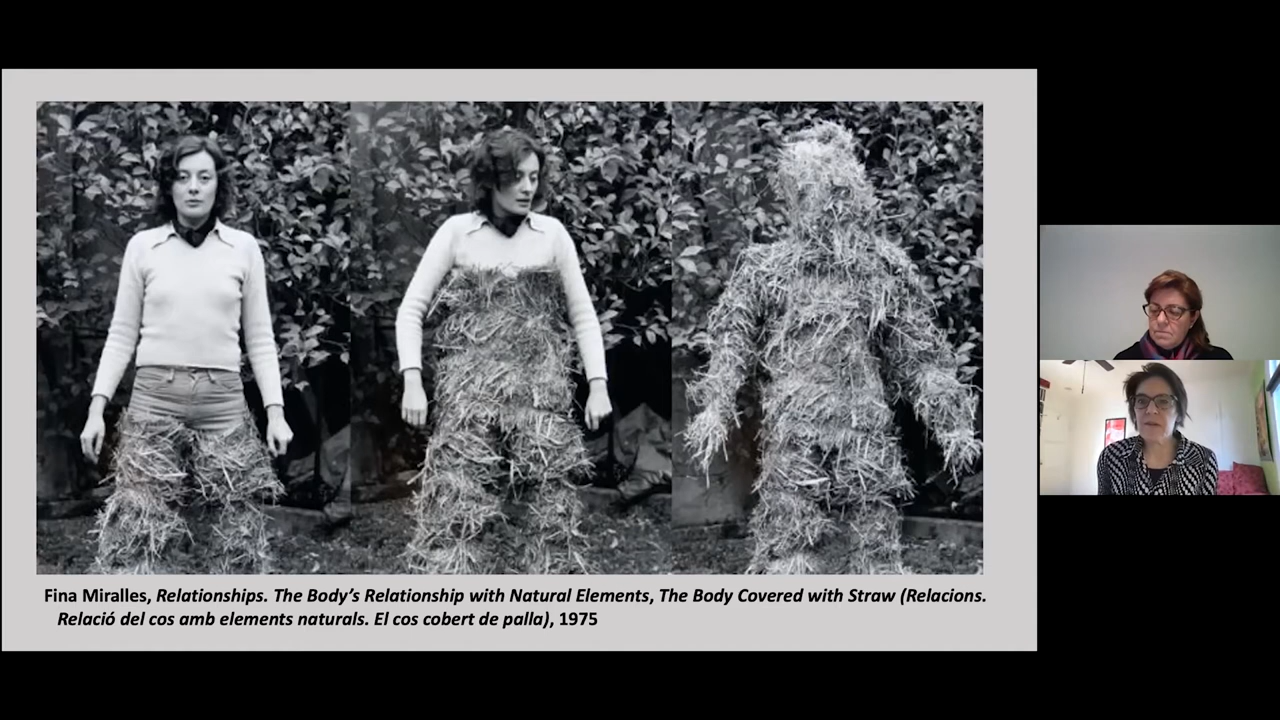 Fina Miralles, Relationships. The Body’s Relationship with Natural Elements, The Body Covered with Straw (Relacions.
Relació del cos amb elements naturals. El cos cobert de palla), 1975